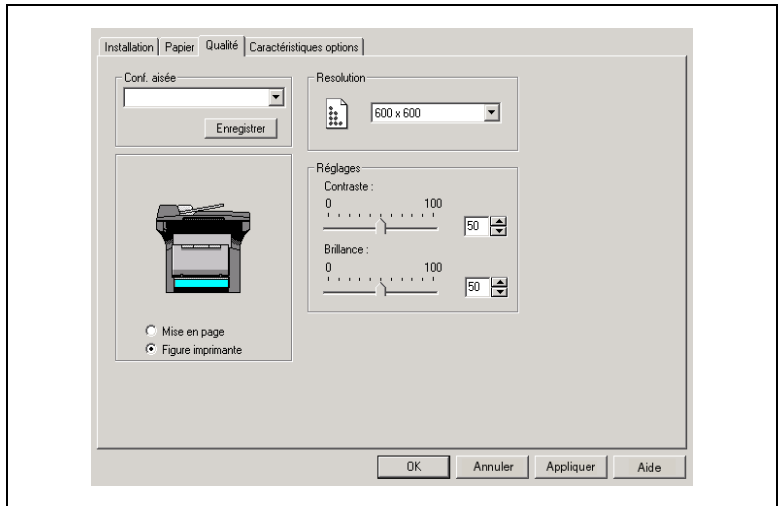 Installation Papier Qualité Caractéristiques options
Conf. aisée
Enregistrer
Mise en page
Figure imprimante
Resolution
600 x 600
Réglages
Contraste :
0 100
50
Brillance :
0 100
50
OK Annuler Appliquer Aide